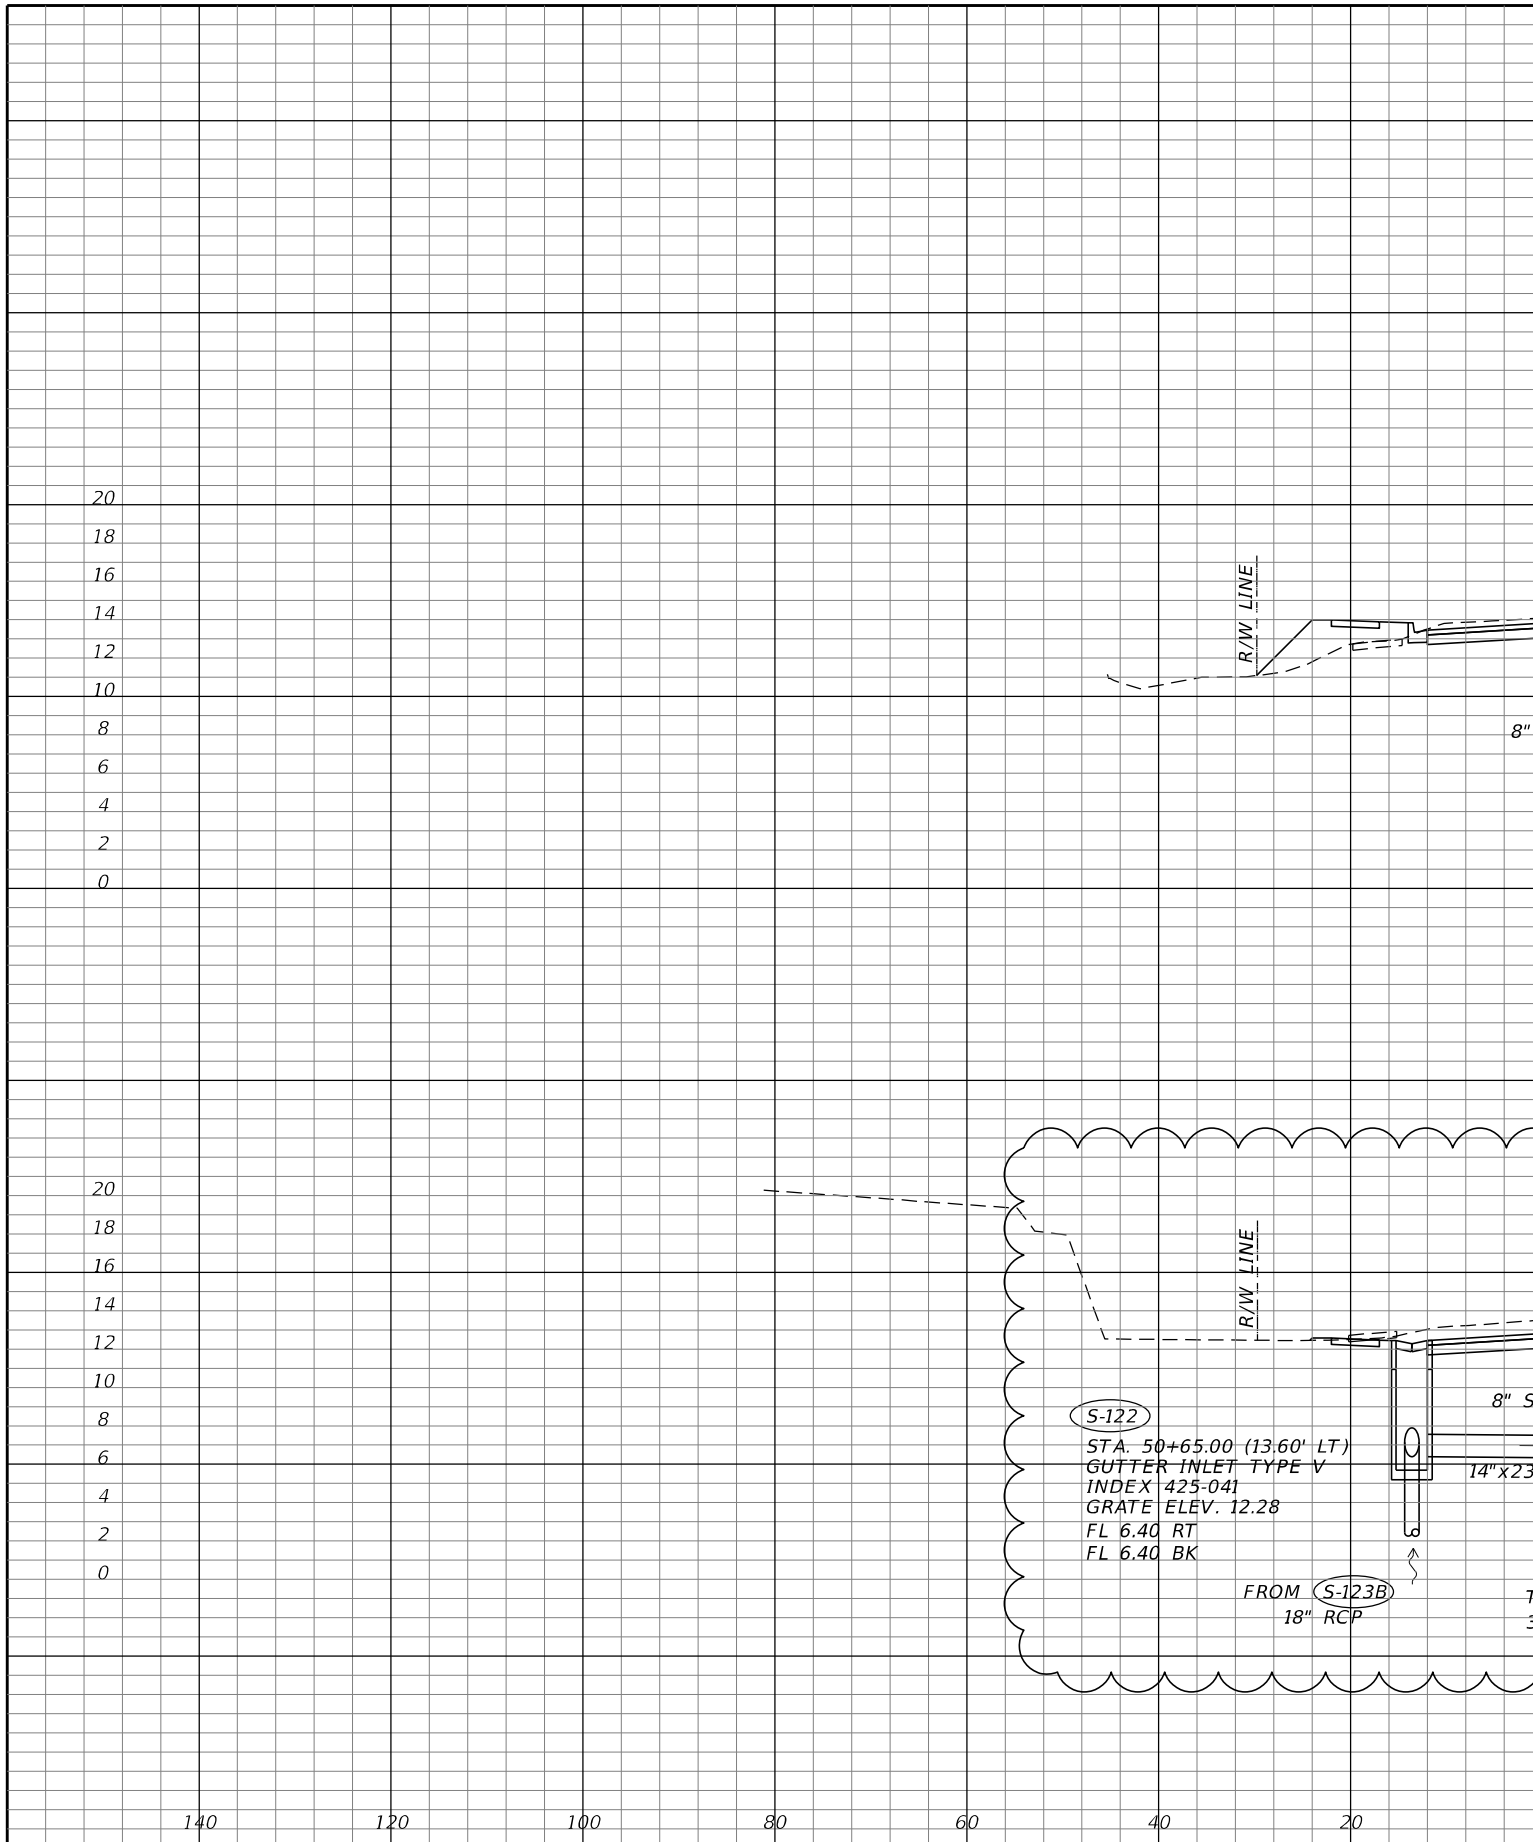 20
18
16
14
12
10
8
6
4
2
0
R/W LINE
8"
20
18
16
14
12
10
8
6
4
2
0
R/W LINE
8" S
14"x23
S-122
STA. 50+65.00 (13.60' LT)
GUTTER INLET TYPE V
INDEX 425-041
GRATE ELEV. 12.28
FL 6.40 RT
FL 6.40 BK
FROM S-123B
18" RCP
140 120 100 80 60 40 20